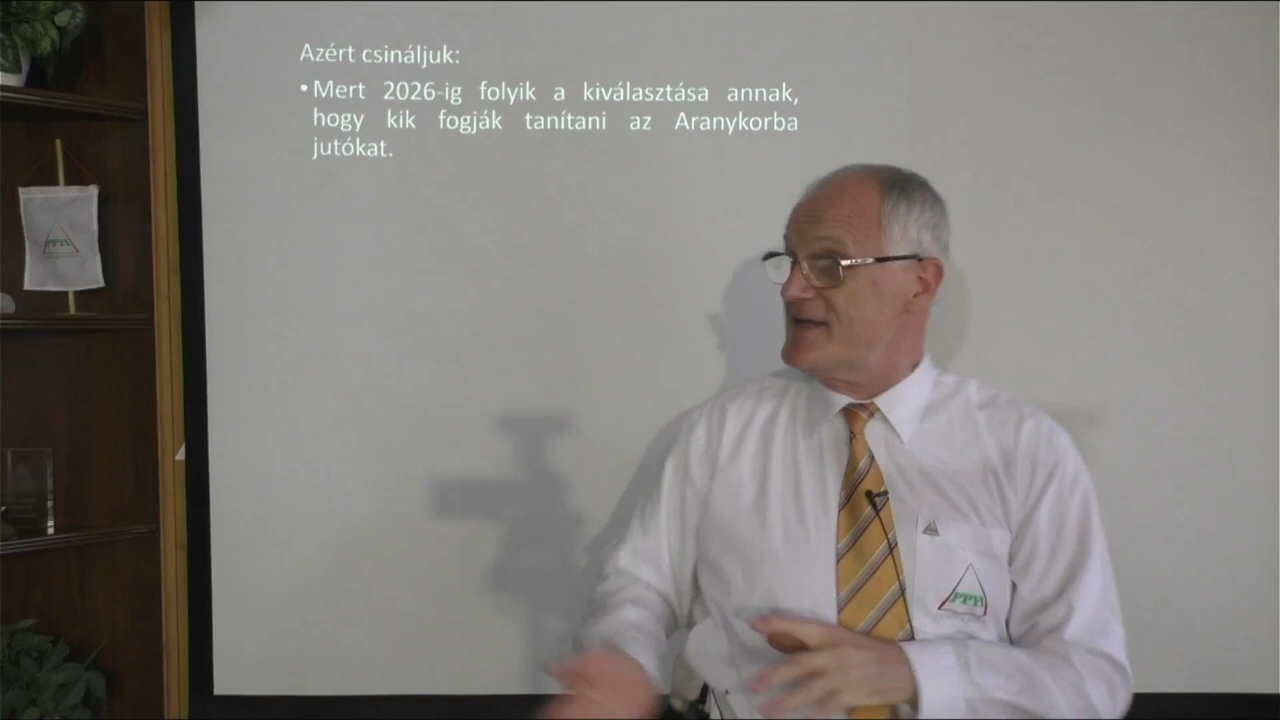 Azért csináljuk:
• Mert 2026-ig folyik a kiválasztása annak,
hogy kik fogják tanítani az Aranykorba
jutókat.